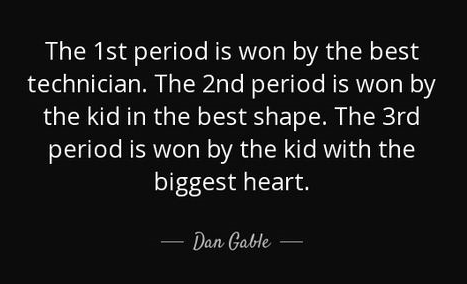 The 1st period is won by the best
technician. The 2nd period is won by
the kid in the best shape. The 3rd
period is won by the kid with the
biggest heart.
Dan Gable